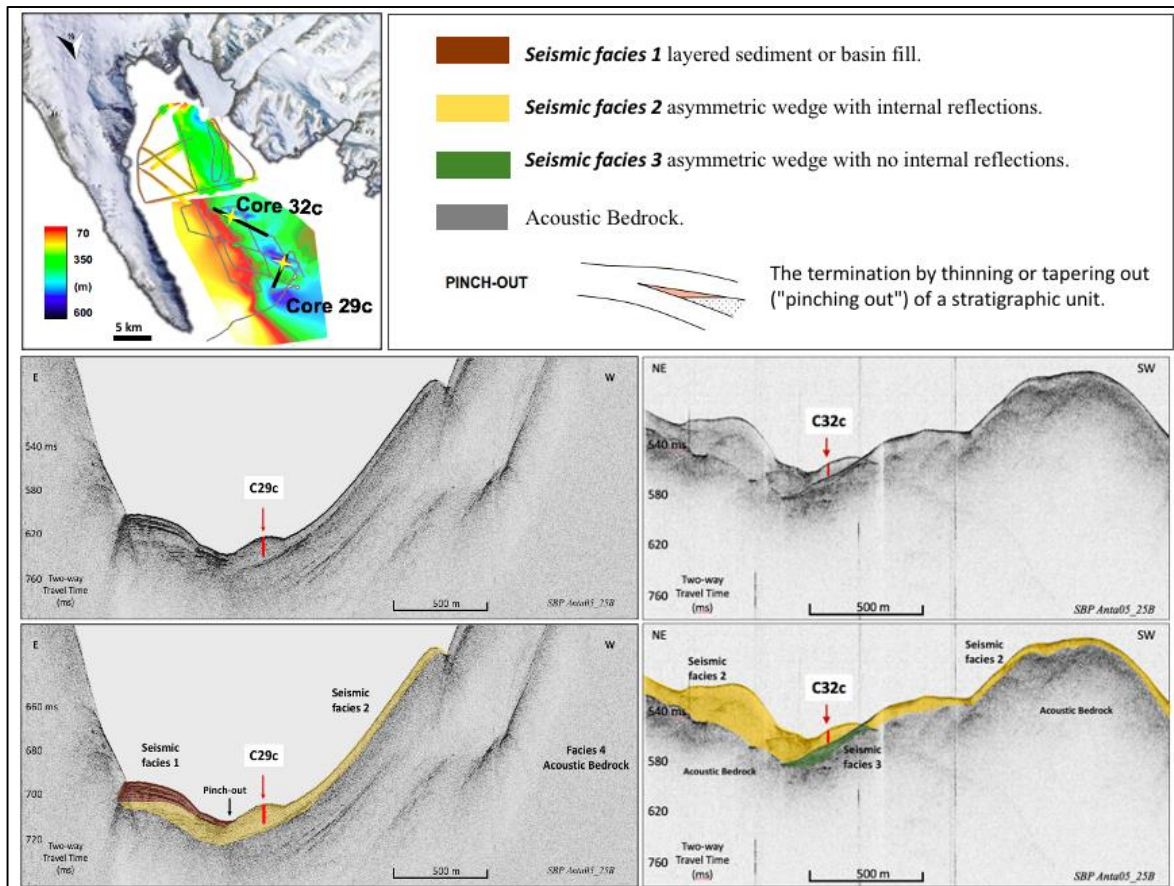 Core 32c
70
350
(m)
600
Core 29c
5 km
Seismic facies 1 layered sediment or basin fill.
Seismic facies 2 asymmetric wedge with internal reflections.
Seismic facies 3 asymmetric wedge with no internal reflections.
Acoustic Bedrock.
PINCH-OUT
The termination by thinning or tapering out
("pinching out") of a stratigraphic unit.
E
W
540 ms
580
C29c
620
760
Two-way
Travel Time
(ms)
500 m
SBP Anta05_25B
NE
SW
C32c
540 ms
580
620
760
Two-way
Travel Time
(ms)
500 m
SBP Anta05_25B
E
W
660 ms
Seismic
facies 2
680
Seismic
facies 1
C29c
Facies 4
Acoustic Bedrock
Pinch-out
700
720
Two-way
Travel Time
(ms)
500 m
SBP Anta05_25B
NE
SW
Seismic
facies 2
Seismic
facies 2
C32c
540 ms
Acoustic Bedrock
Seismic
facies 3
Acoustic Bedrock
580
620
760
Two-way
Travel Time
(ms)
500 m
SBP Anta05_25B